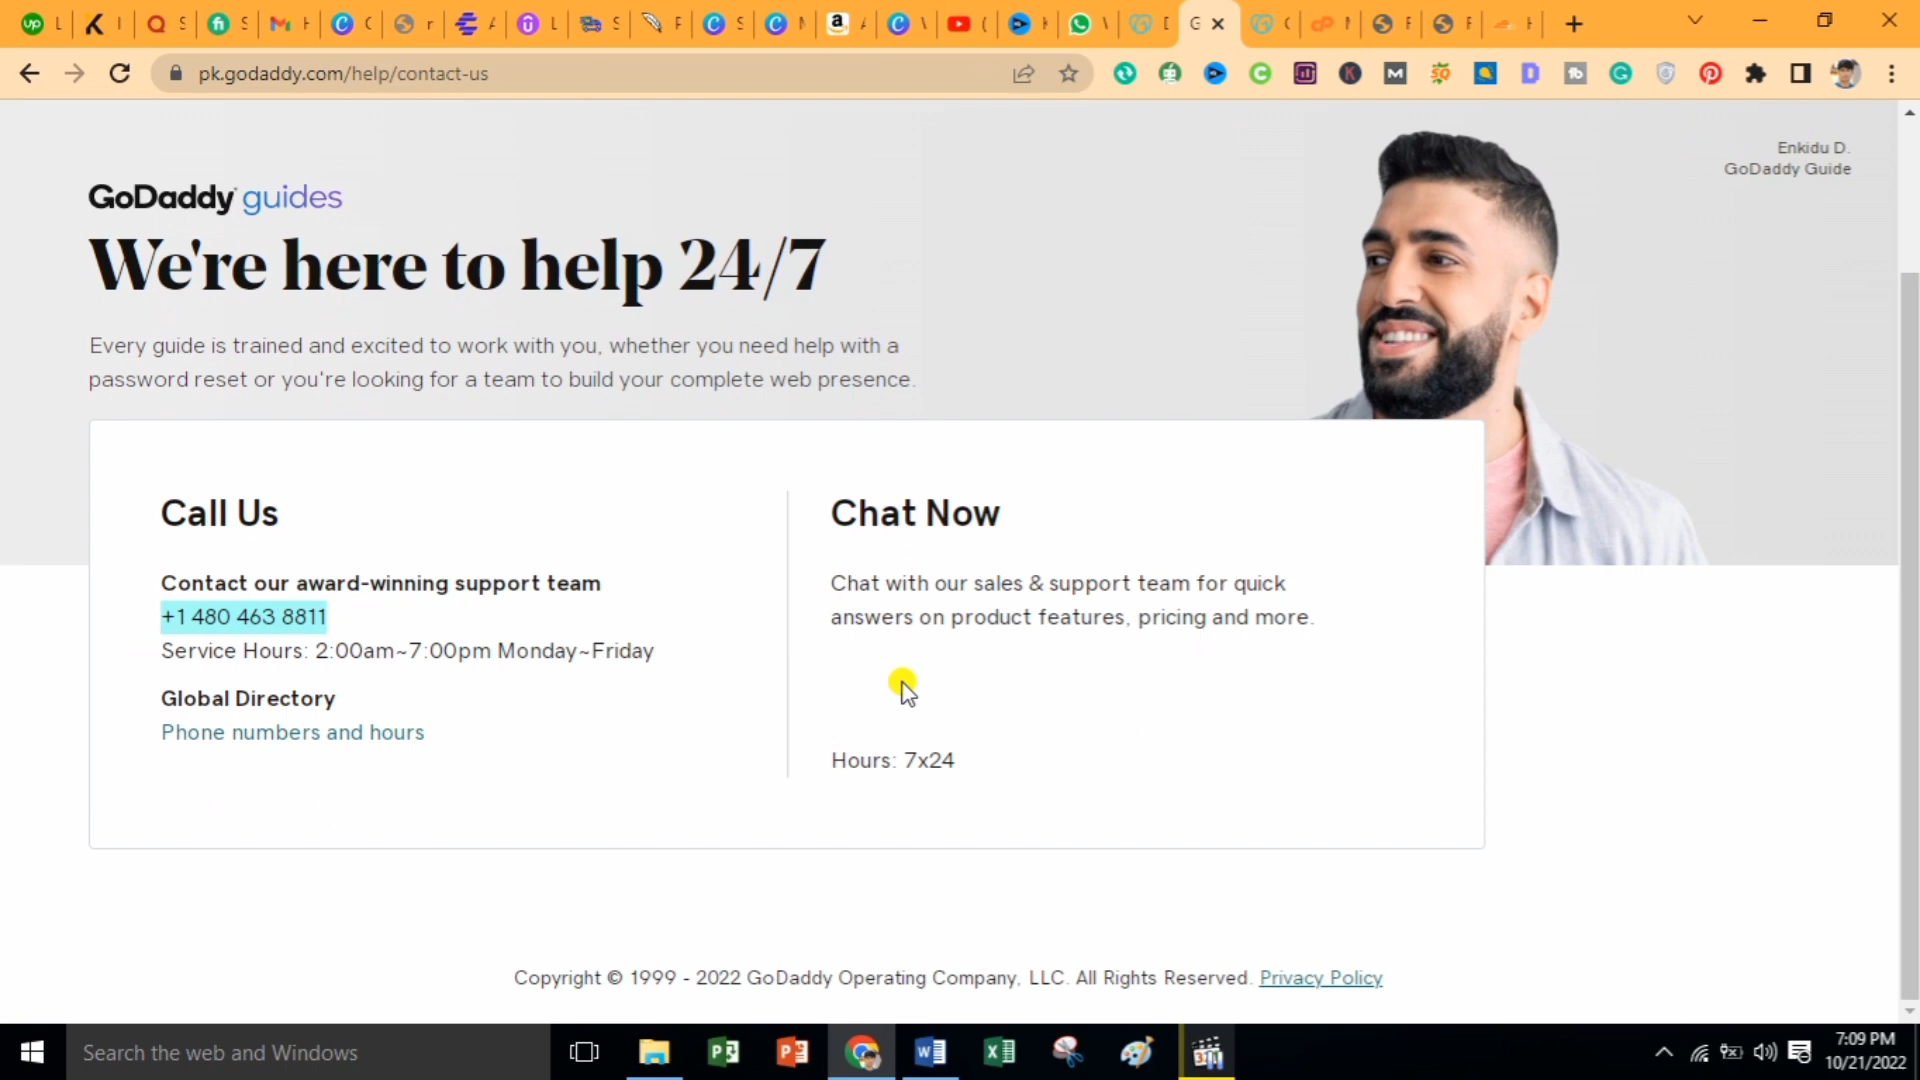 pk.godaddy.com/help/contact-us
Enkidu D.
GoDaddy Guide
GoDaddy guides
We're here to help 24/7
Every guide is trained and excited to work with you, whether you need help with a
password reset or you're looking for a team to build your complete web presence.
Call Us
Contact our award-winning support team
+1 480 463 8811
Service Hours: 2:00am~7:00pm Monday~Friday
Global Directory
Phone numbers and hours
Chat Now
Chat with our sales & support team for quick
answers on product features, pricing and more.
Hours: 7x24
Copyright © 1999 - 2022 GoDaddy Operating Company, LLC. All Rights Reserved. Privacy Policy
Search the web and Windows
7:09 PM
10/21/2022